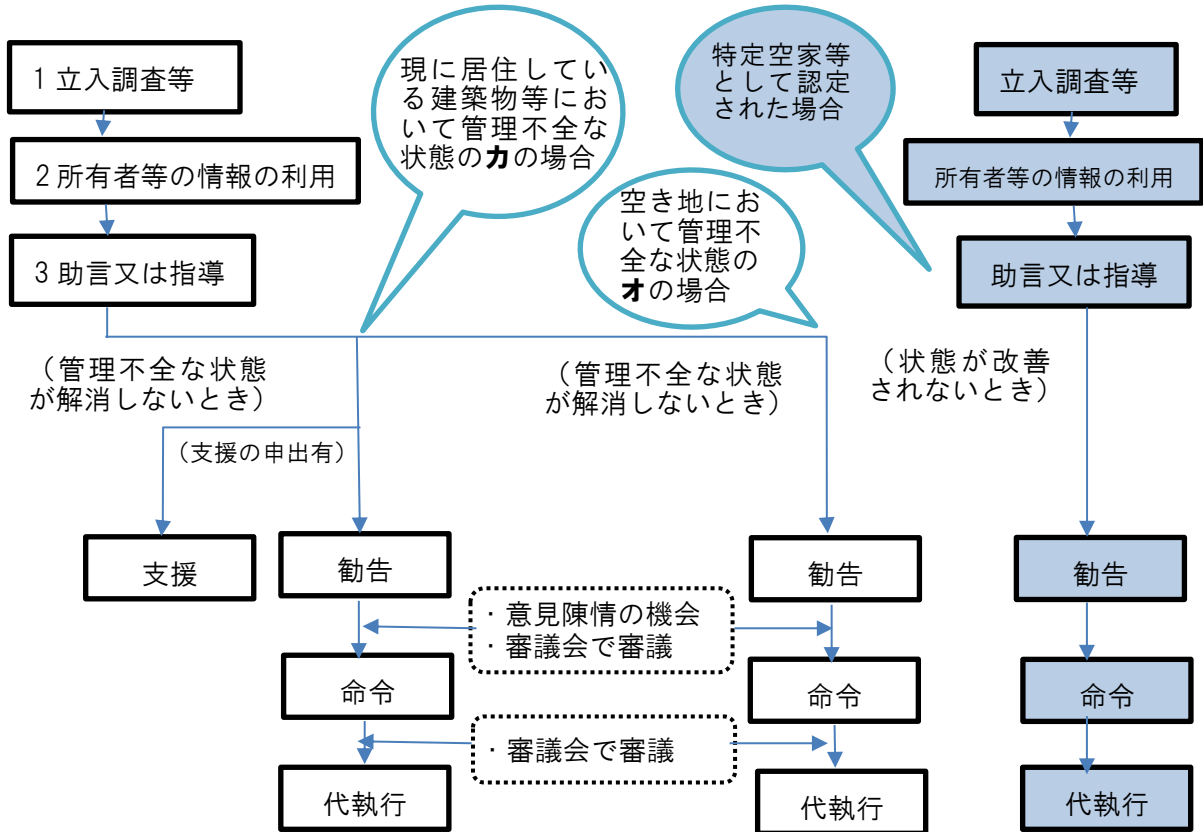 1 立入調査等
2 所有者等の情報の利用
3 助言又は指導
現に居住してい
る建築物等にお
いて管理不全な
状態のカの場合
特定空家等
として認定
された場合
空き地にお
いて管理不
全な状態の
オの場合
立入調査等
所有者等の情報の利用
助言又は指導
（管理不全な状態
が解消しないとき）
（管理不全な状態
が解消しないとき）
（状態が改善
されないとき）
（支援の申出有）
支援
勧告
勧告
勧告
・意見陳情の機会
・審議会で審議
命令
命令
命令
・審議会で審議
代執行
代執行
代執行